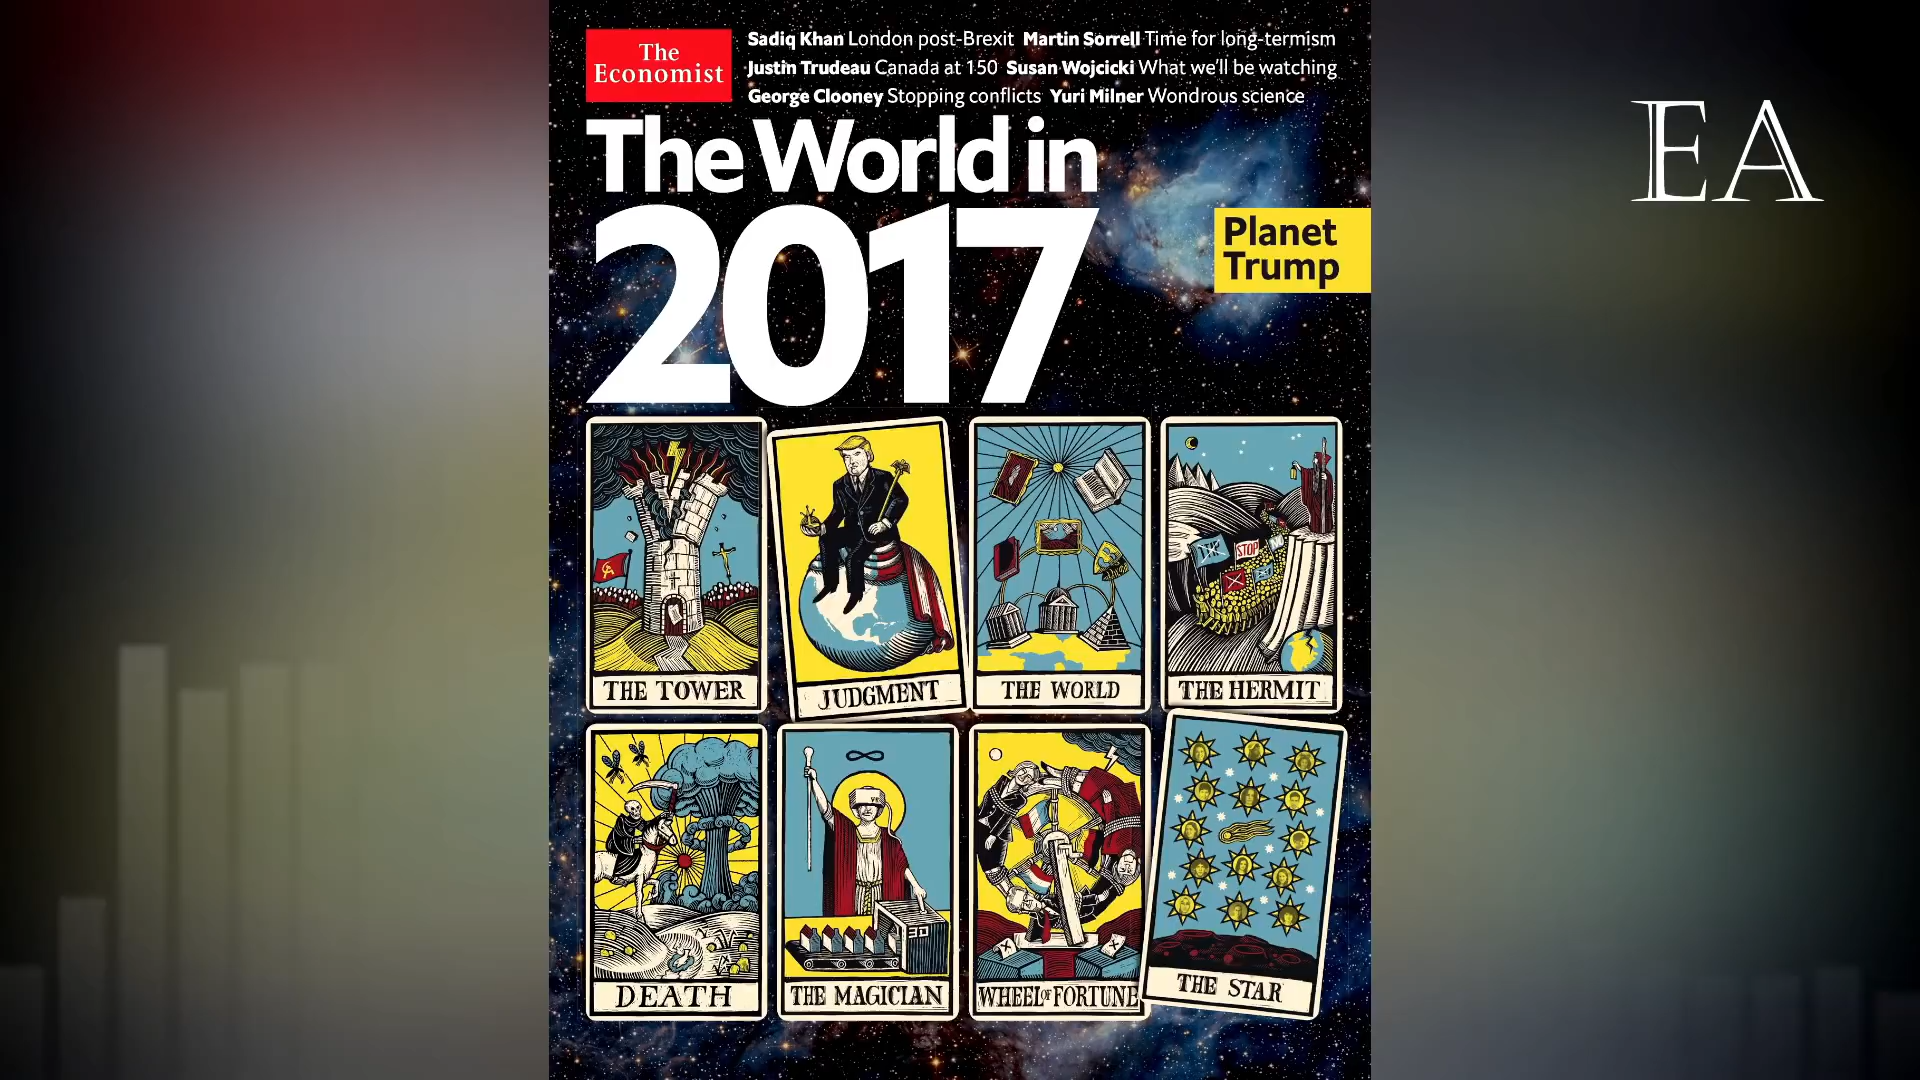 The
Economist
Sadiq Khan London post-Brexit Martin Sorrell Time for long-termism
Justin Trudeau Canada at 150 Susan Wojcicki What we'll be watching
George Clooney Stopping conflicts Yuri Milner Wondrous science
EA
The World in
2017
Planet
Trump
STOP
THE TOWER
JUDGMENT
THE WORLD
THE HERMIT
3D
DEATH
THE MAGICIAN
WHEEL OF FORTUNE
THE STAR